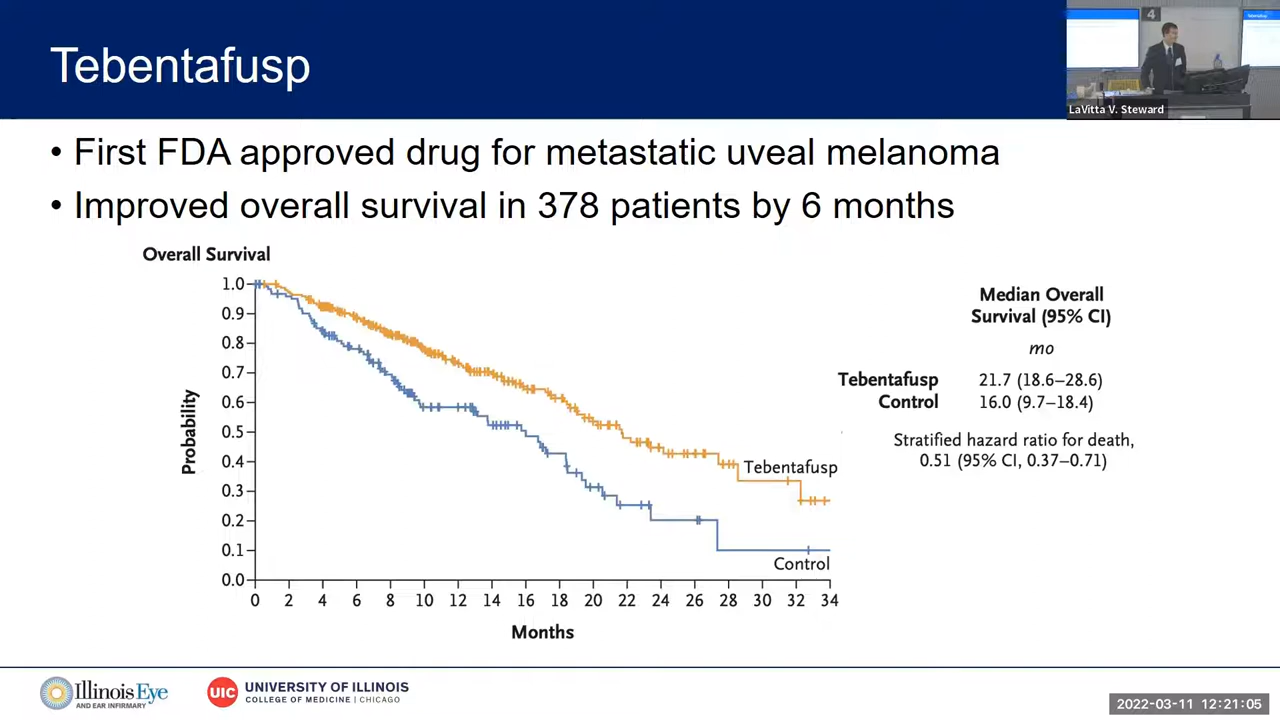 Tebentafusp
4
LaVitta V. Steward
• First FDA approved drug for metastatic uveal melanoma
• Improved overall survival in 378 patients by 6 months
Overall Survival
1.0
0.9
0.8
0.7
0.6
0.5
0.4
0.3
0.2
0.1
0.0
Probability
0 2 4 6 8 10 12 14 16 18 20 22 24 26 28 30 32 34
Months
Tebentafusp
Control
Median Overall
Survival (95% CI)
mo
Tebentafusp 21.7 (18.6–28.6)
Control 16.0 (9.7–18.4)
Stratified hazard ratio for death,
0.51 (95% CI, 0.37–0.71)
Illinois Eye
AND EAR INFIRMARY
UIC
UNIVERSITY OF ILLINOIS
COLLEGE OF MEDICINE | CHICAGO
2022-03-11 12:21:05